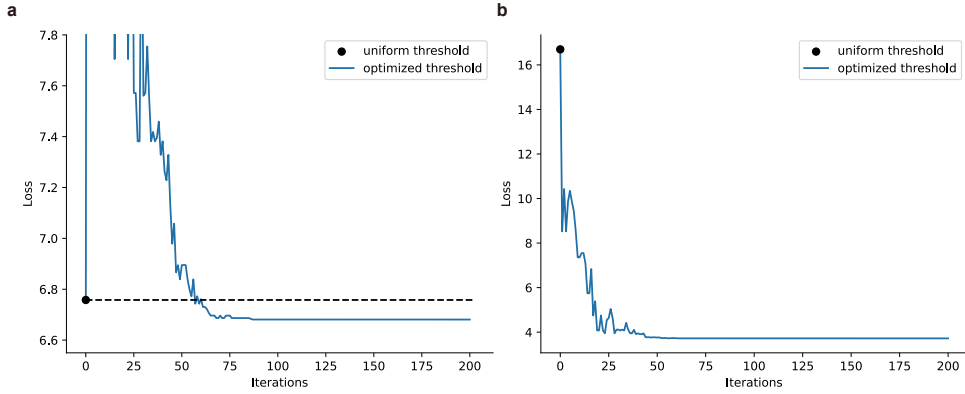 a
7.8
7.6
7.4
7.2
7.0
6.8
6.6
Loss
0 25 50 75 100 125 150 175 200
Iterations
uniform threshold
optimized threshold
b
16
14
12
10
8
6
4
Loss
0 25 50 75 100 125 150 175 200
Iterations
uniform threshold
optimized threshold